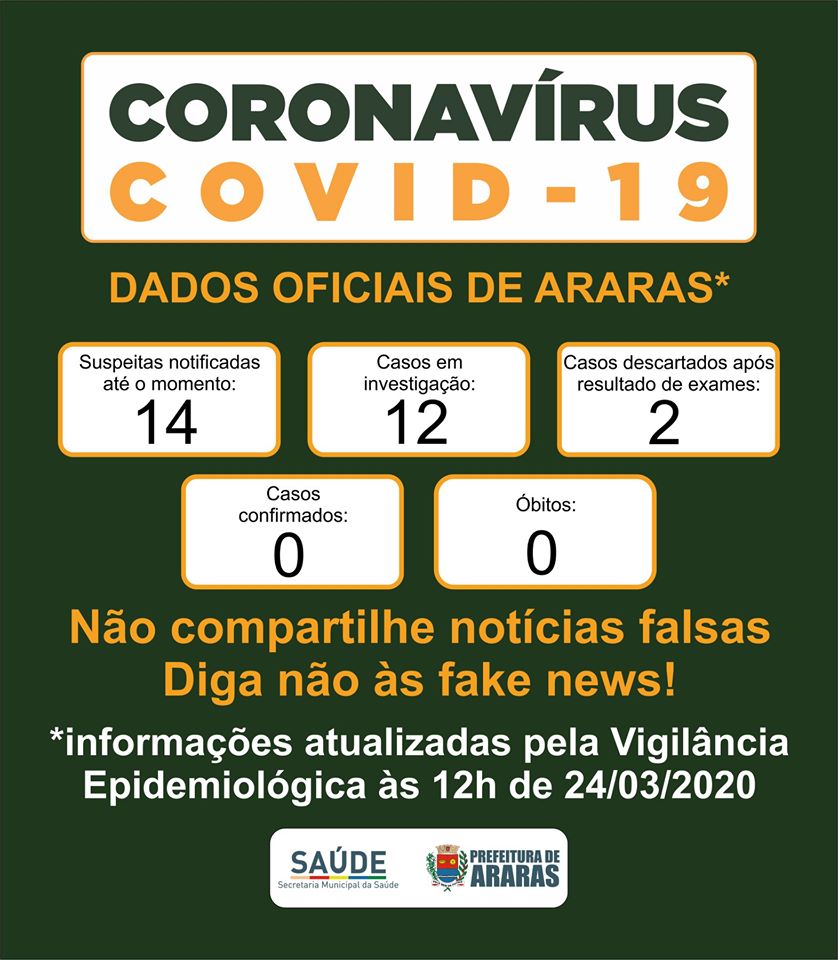 CORONAVÍRUS
COVID-19
DADOS OFICIAIS DE ARARAS*
Suspeitas notificadas
até o momento:
14
Casos em
investigação:
12
Casos descartados após
resultado de exames:
2
Casos
confirmados:
0
Óbitos:
0
Não compartilhe notícias falsas
Diga não às fake news!
*informações atualizadas pela Vigilância
Epidemiológica às 12h de 24/03/2020
SAÚDE
Secretaria Municipal da Saúde
PREFEITURA DE
ARARAS